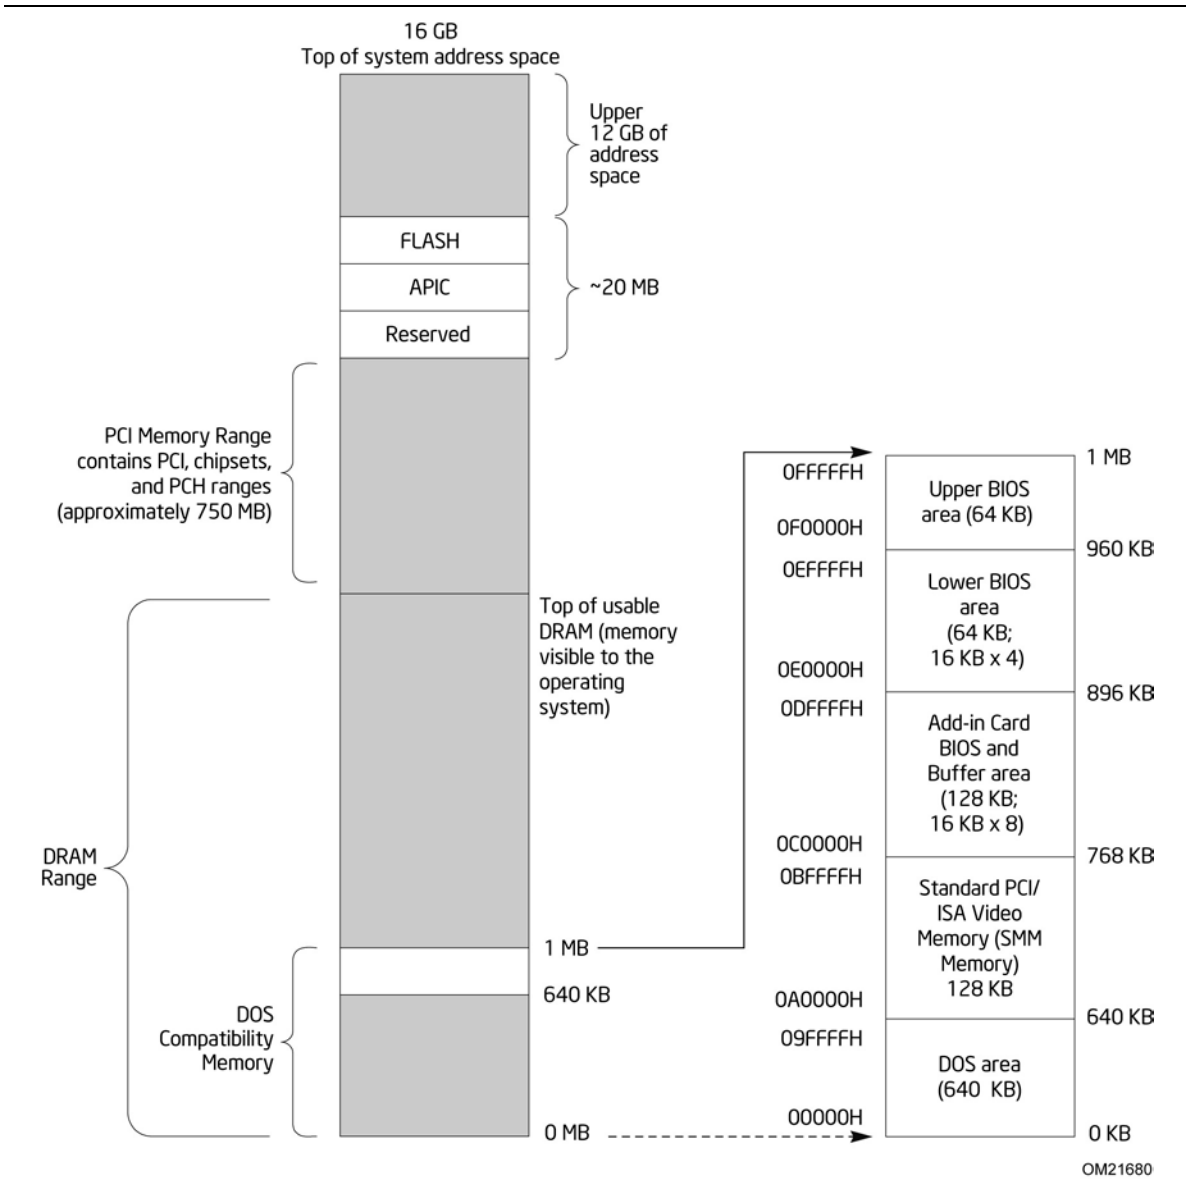 16 GB
Top of system address space
Upper
12 GB of
address
space
FLASH
APIC
~20 MB
Reserved
PCI Memory Range
contains PCI, chipsets,
and PCH ranges
(approximately 750 MB)
Top of usable
DRAM (memory
visible to the
operating
system)
DRAM
Range
1 MB
640 KB
DOS
Compatibility
Memory
0 MB
0FFFFFH
0F0000H
0EFFFFH
0E0000H
0DFFFFH
0C0000H
0BFFFFH
0A0000H
09FFFFH
00000H
Upper BIOS
area (64 KB)
Lower BIOS
area
(64 KB;
16 KB x 4)
Add-in Card
BIOS and
Buffer area
(128 KB;
16 KB x 8)
Standard PCI/
ISA Video
Memory (SMM
Memory)
128 KB
DOS area
(640 KB)
1 MB
960 KB
896 KB
768 KB
640 KB
0 KB
OM21680